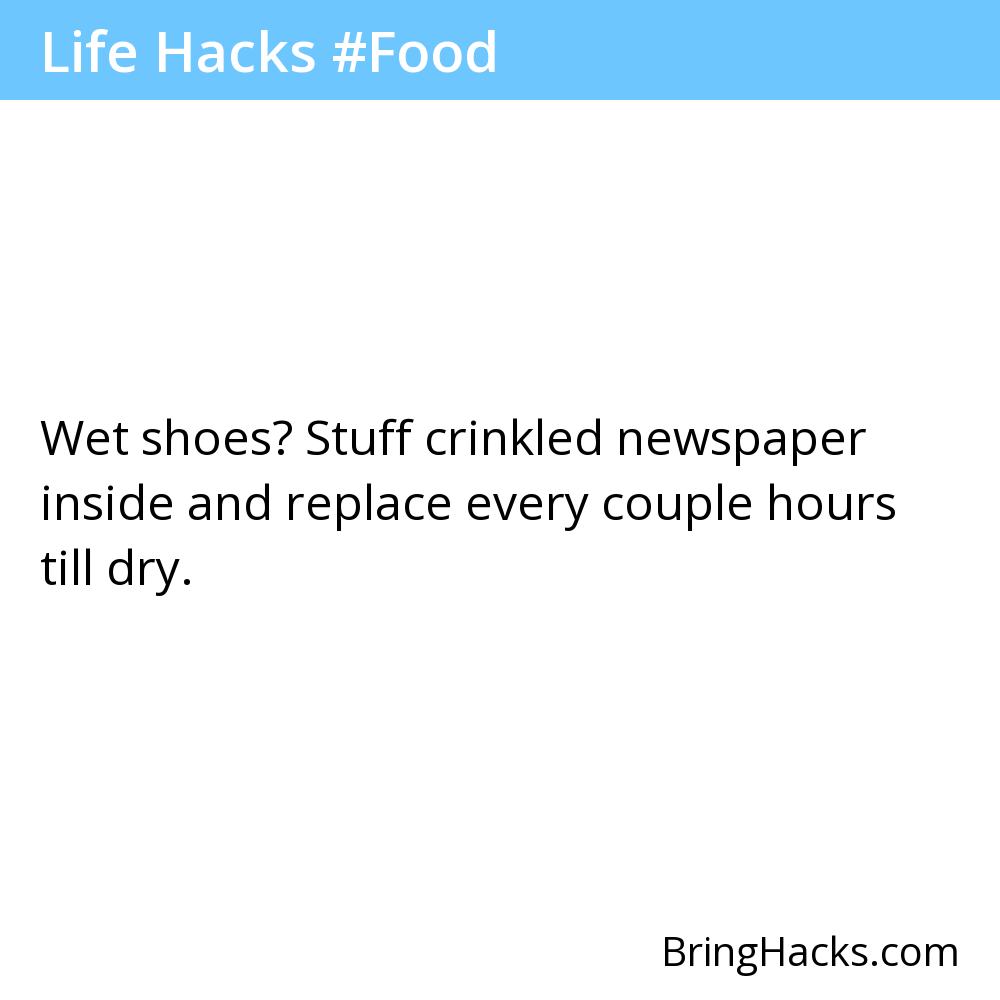 Life Hacks #Food
Wet shoes? Stuff crinkled newspaper
inside and replace every couple hours
till dry.
BringHacks.com